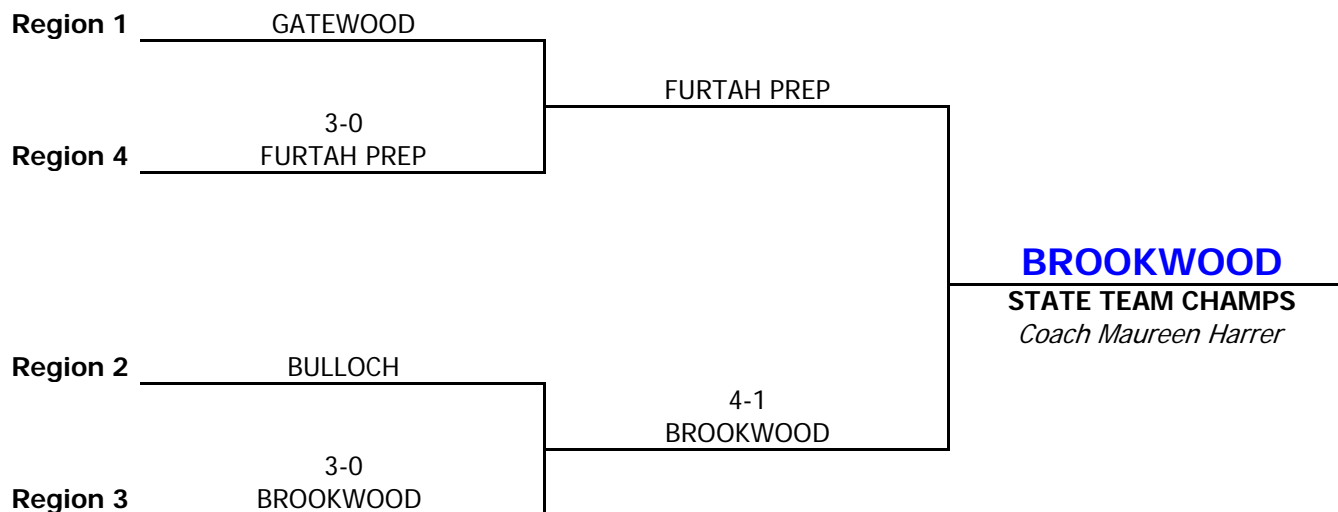 Region 1 GATEWOOD
FURTAH PREP
3-0
Region 4 FURTAH PREP
BROOKWOOD
STATE TEAM CHAMPS
Coach Maureen Harrer
Region 2 BULLOCH
4-1
BROOKWOOD
3-0
Region 3 BROOKWOOD